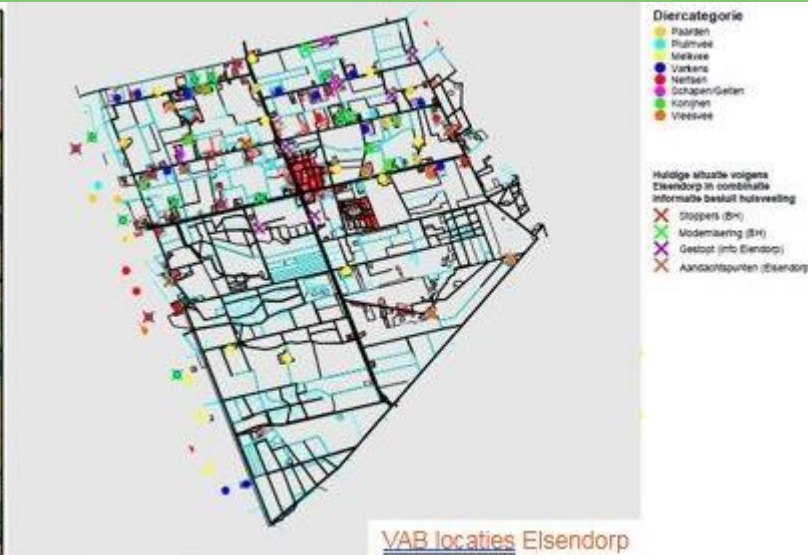 Diercategorie
Paarden
Pluimvee
Melkvee
Varkens
Nertsen
Schapen/Geiten
Konijnen
Vleesvee
Huidige situatie volgens
Elsendorp in combinatie
informatie besluit huisvesting
Stoppers (BH)
Modernisering (BH)
Gestopt (info Elendorp)
Aandachtspunten (Elsendorp
VAB locaties Elsendorp